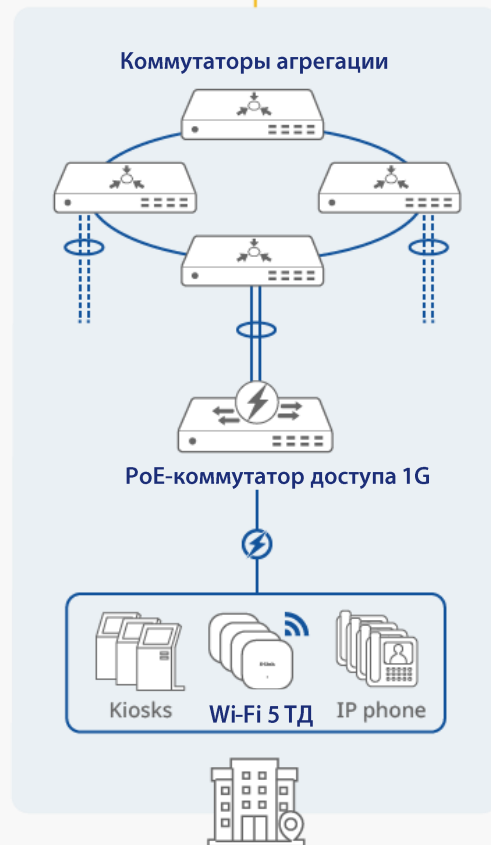 Коммутаторы агрегации
PoE-коммутатор доступа 1G
Kiosks
Wi-Fi 5 ТД
IP phone